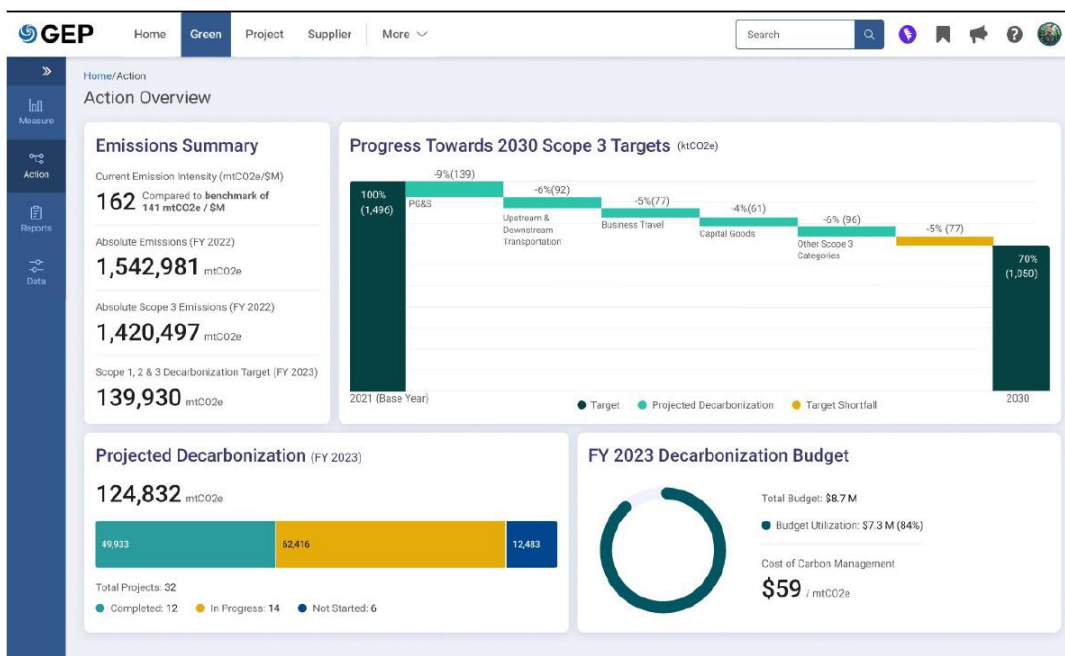 GEP
Home
Green
Project
Supplier
More
Search
Measure
Action
Reports
Data
Home/Action
Action Overview
Emissions Summary
Current Emission Intensity (mtCO2e/$M)
162 Compared to benchmark of
141 mtCO2e / $M
Absolute Emissions (FY 2022)
1,542,981 mtCO2e
Absolute Scope 3 Emissions (FY 2022)
1,420,497 mtCO2e
Scope 1, 2 & 3 Decarbonization Target (FY 2023)
139,930 mtCO2e
Progress Towards 2030 Scope 3 Targets (ktCO2e)
100%
(1,496)
-9%(139)
PG&S
-6%(92)
Upstream &
Downstream
Transportation
-5%(77)
Business Travel
-4%(61)
Capital Goods
-6% (96)
Other Scope 3
Categories
-5% (77)
70%
(1,050)
2021 (Base Year)
2030
Target
Projected Decarbonization
Target Shortfall
Projected Decarbonization (FY 2023)
124,832 mtCO2e
49,933
62,416
12,483
Total Projects: 32
Completed: 12
In Progress: 14
Not Started: 6
FY 2023 Decarbonization Budget
Total Budget: $8.7 M
Budget Utilization: $7.3 M (84%)
Cost of Carbon Management
$59 / mtCO2e